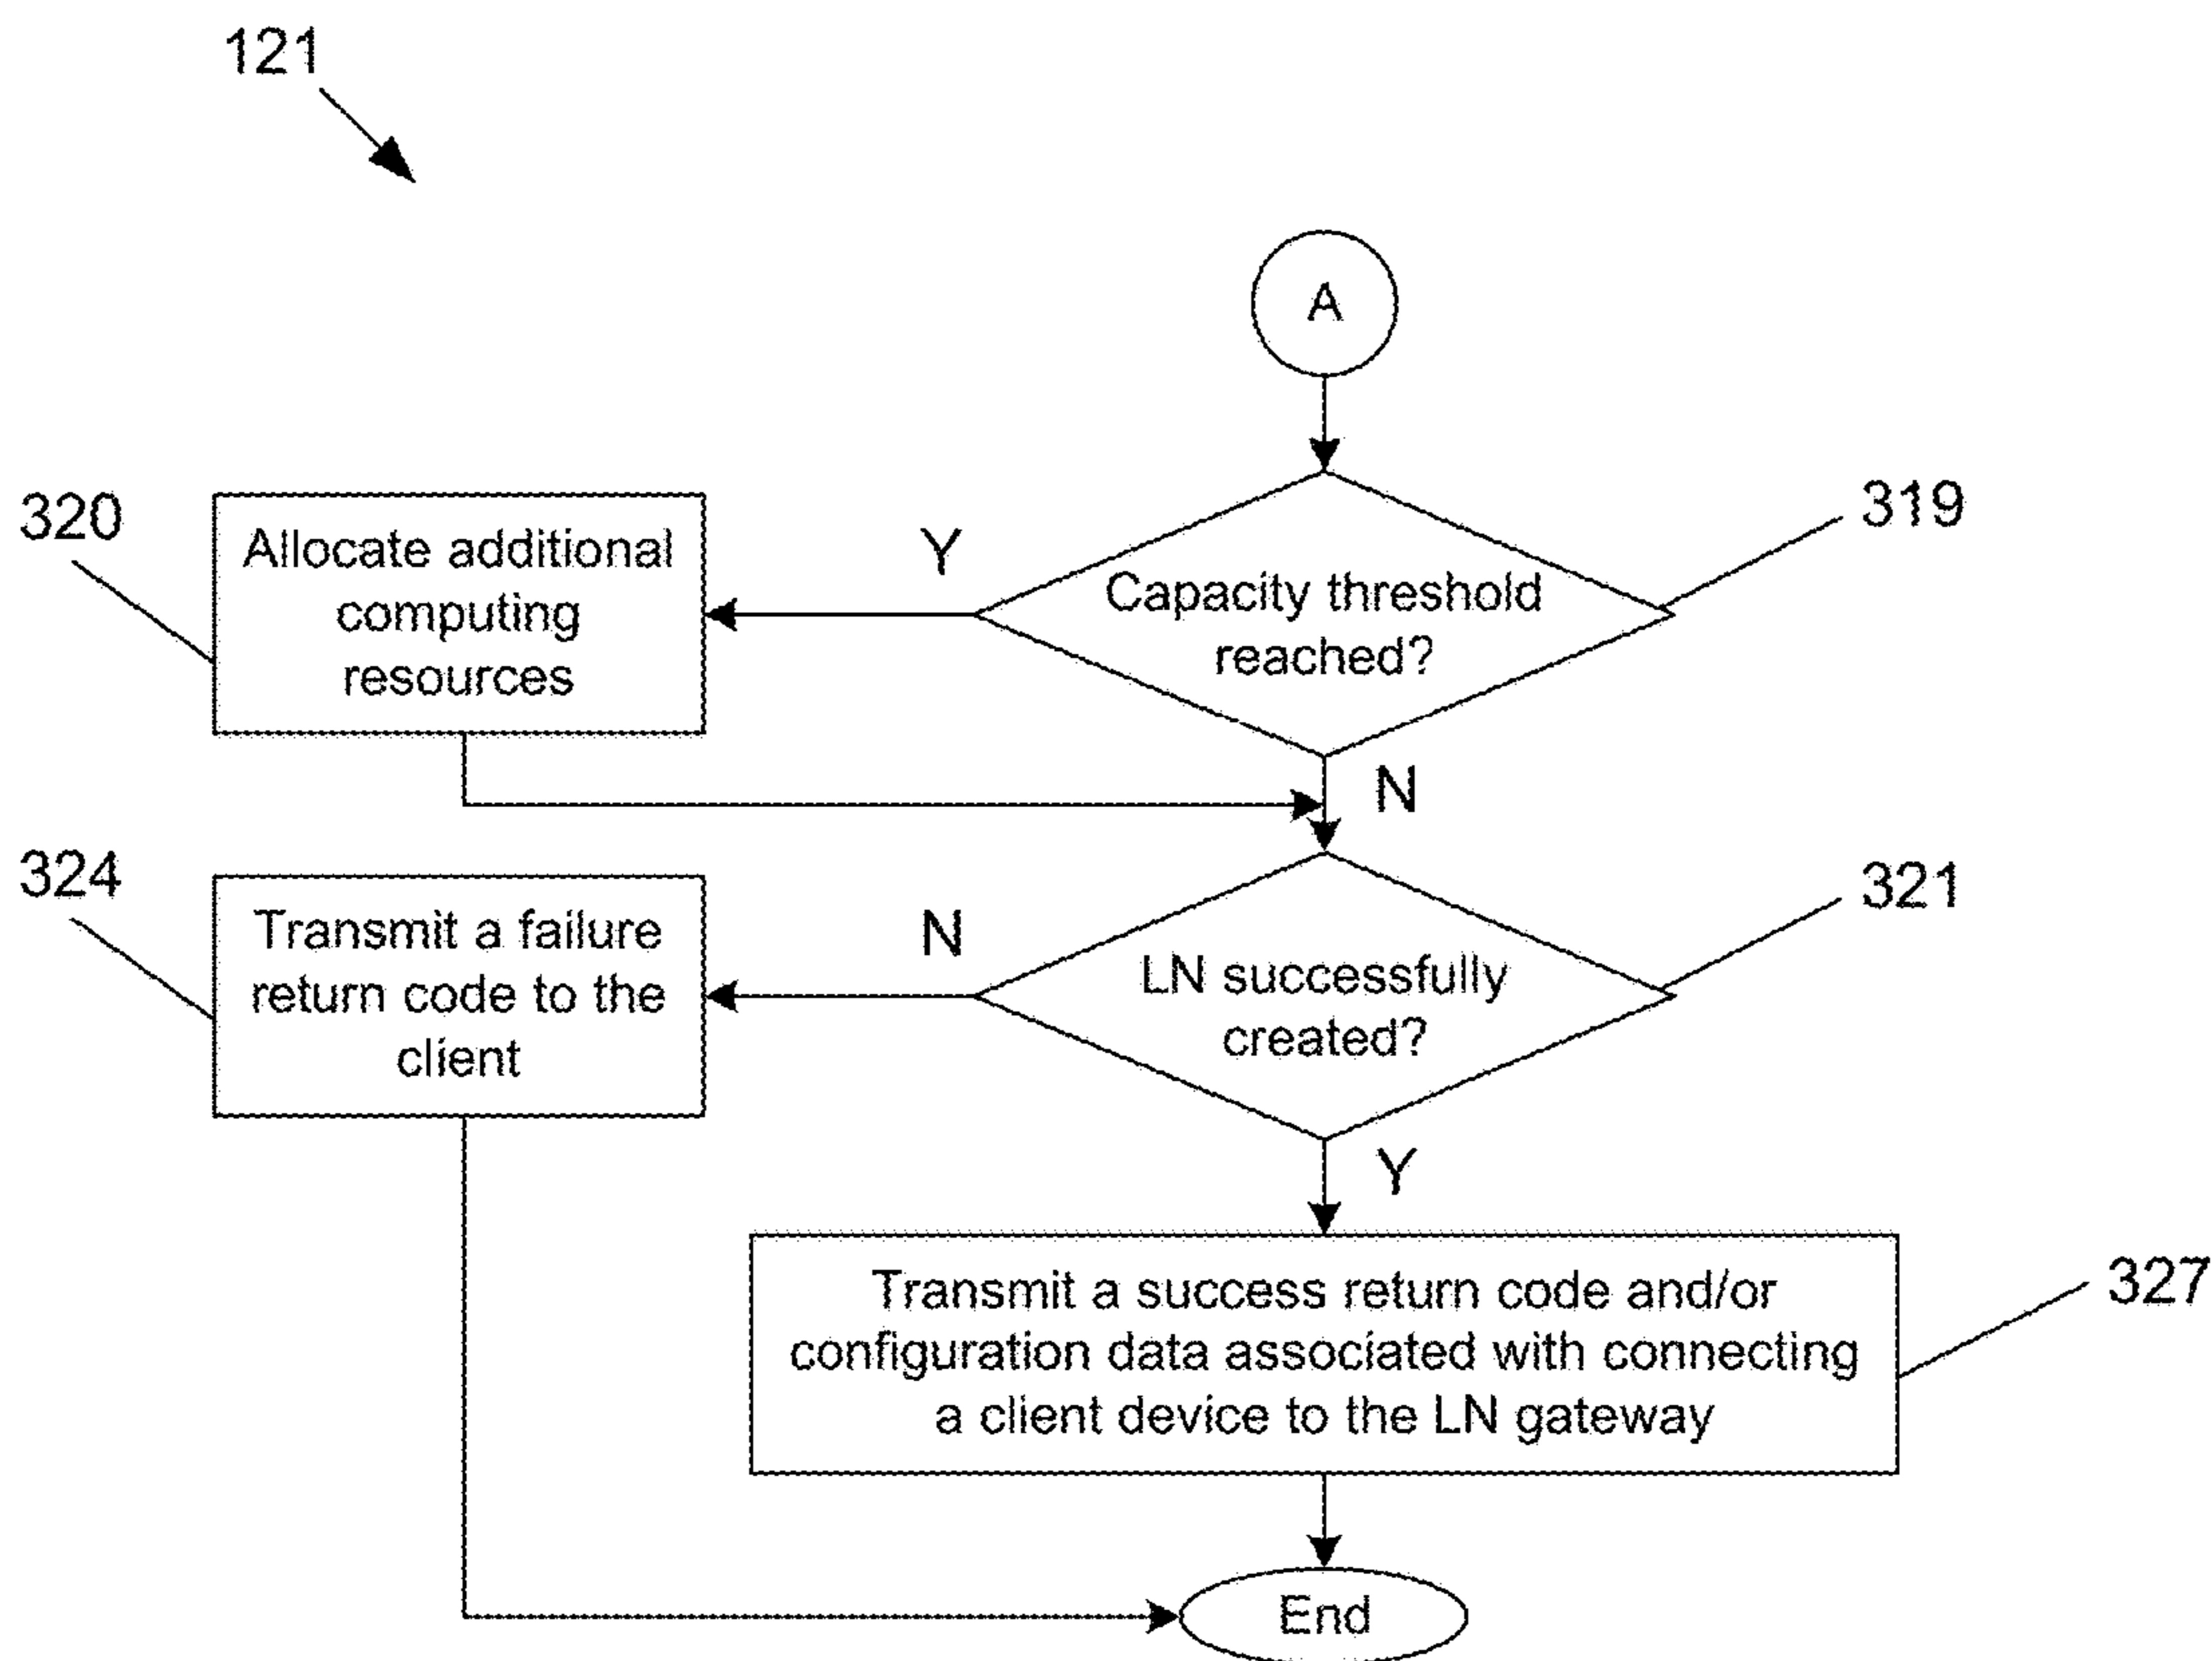 121
A
319
Capacity threshold
reached?
Y
320
Allocate additional
computing
resources
N
321
LN successfully
created?
N
324
Transmit a failure
return code to the
client
Y
327
Transmit a success return code and/or
configuration data associated with connecting
a client device to the LN gateway
End